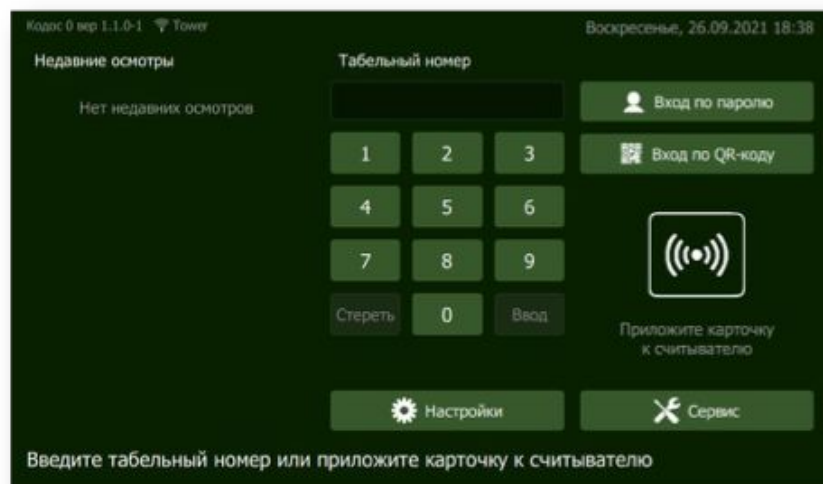 Кодос 0 вер 1.1.0-1 Tower
Воскресенье, 26.09.2021 18:38
Недавние осмотры
Нет недавних осмотров
Табельный номер
1 2 3
4 5 6
7 8 9
Стереть 0 Ввод
Вход по паролю
Вход по QR-коду
Приложите карточку
к считывателю
Настройки
Сервис
Введите табельный номер или приложите карточку к считывателю